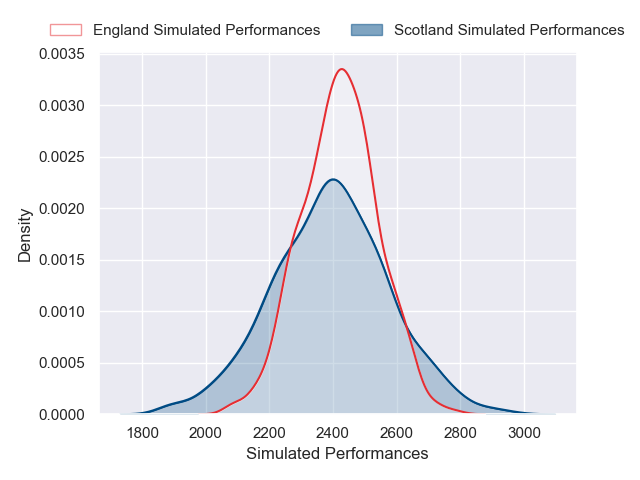 England Simulated Performances
Scotland Simulated Performances
0.0035
0.0030
0.0025
0.0020
0.0015
0.0010
0.0005
0.0000
Density
1800 2000 2200 2400 2600 2800 3000
Simulated Performances